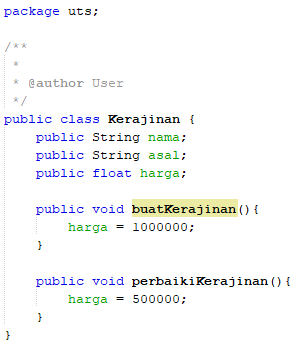 package uts;
/**
 *
 * @author User
 */
public class Kerajinan {
    public String nama;
    public String asal;
    public float harga;
    public void buatKerajinan(){
        harga = 1000000;
    }
    public void perbaikiKerajinan(){
        harga = 500000;
    }
}